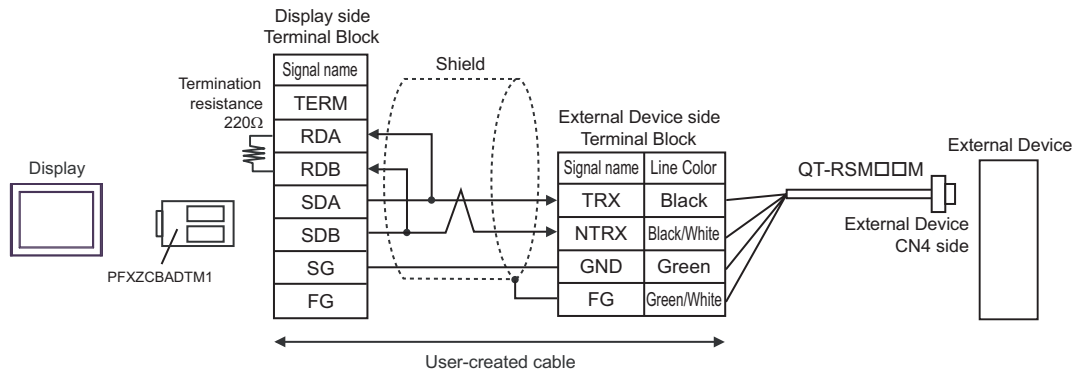 Display side
Terminal Block
Signal name
TERM
RDA
RDB
SDA
SDB
SG
FG
Termination
resistance
220Ω
Shield
Display
PFXZCBADTM1
External Device side
Terminal Block
Signal name Line Color
TRX Black
NTRX Black/White
GND Green
FG Green/White
QT-RSM□□M
External Device
CN4 side
External Device
User-created cable